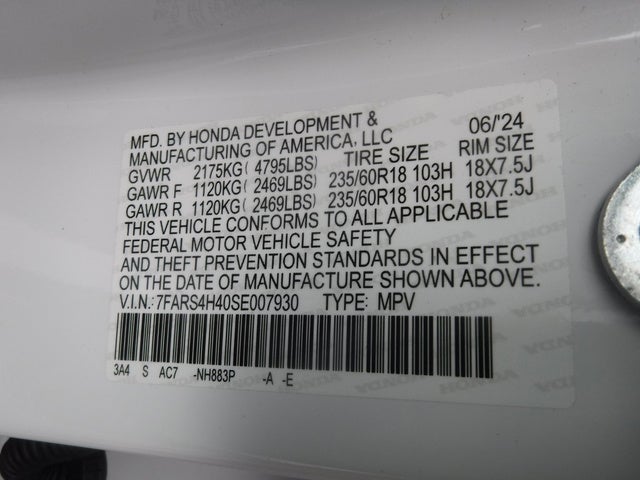 MFD. BY HONDA DEVELOPMENT &
MANUFACTURING OF AMERICA, LLC 06/'24
GVWR 2175KG( 4795LBS) TIRE SIZE RIM SIZE
GAWR F 1120KG( 2469LBS) 235/60R18 103H 18X7.5J
GAWR R 1120KG( 2469LBS) 235/60R18 103H 18X7.5J
THIS VEHICLE CONFORMS TO ALL APPLICABLE
FEDERAL MOTOR VEHICLE SAFETY
AND THEFT PREVENTION STANDARDS IN EFFECT
ON THE DATE OF MANUFACTURE SHOWN ABOVE.
V.I.N.: 7FARS4H40SE007930 TYPE: MPV
3A4 S AC7 -NH883P -A -E